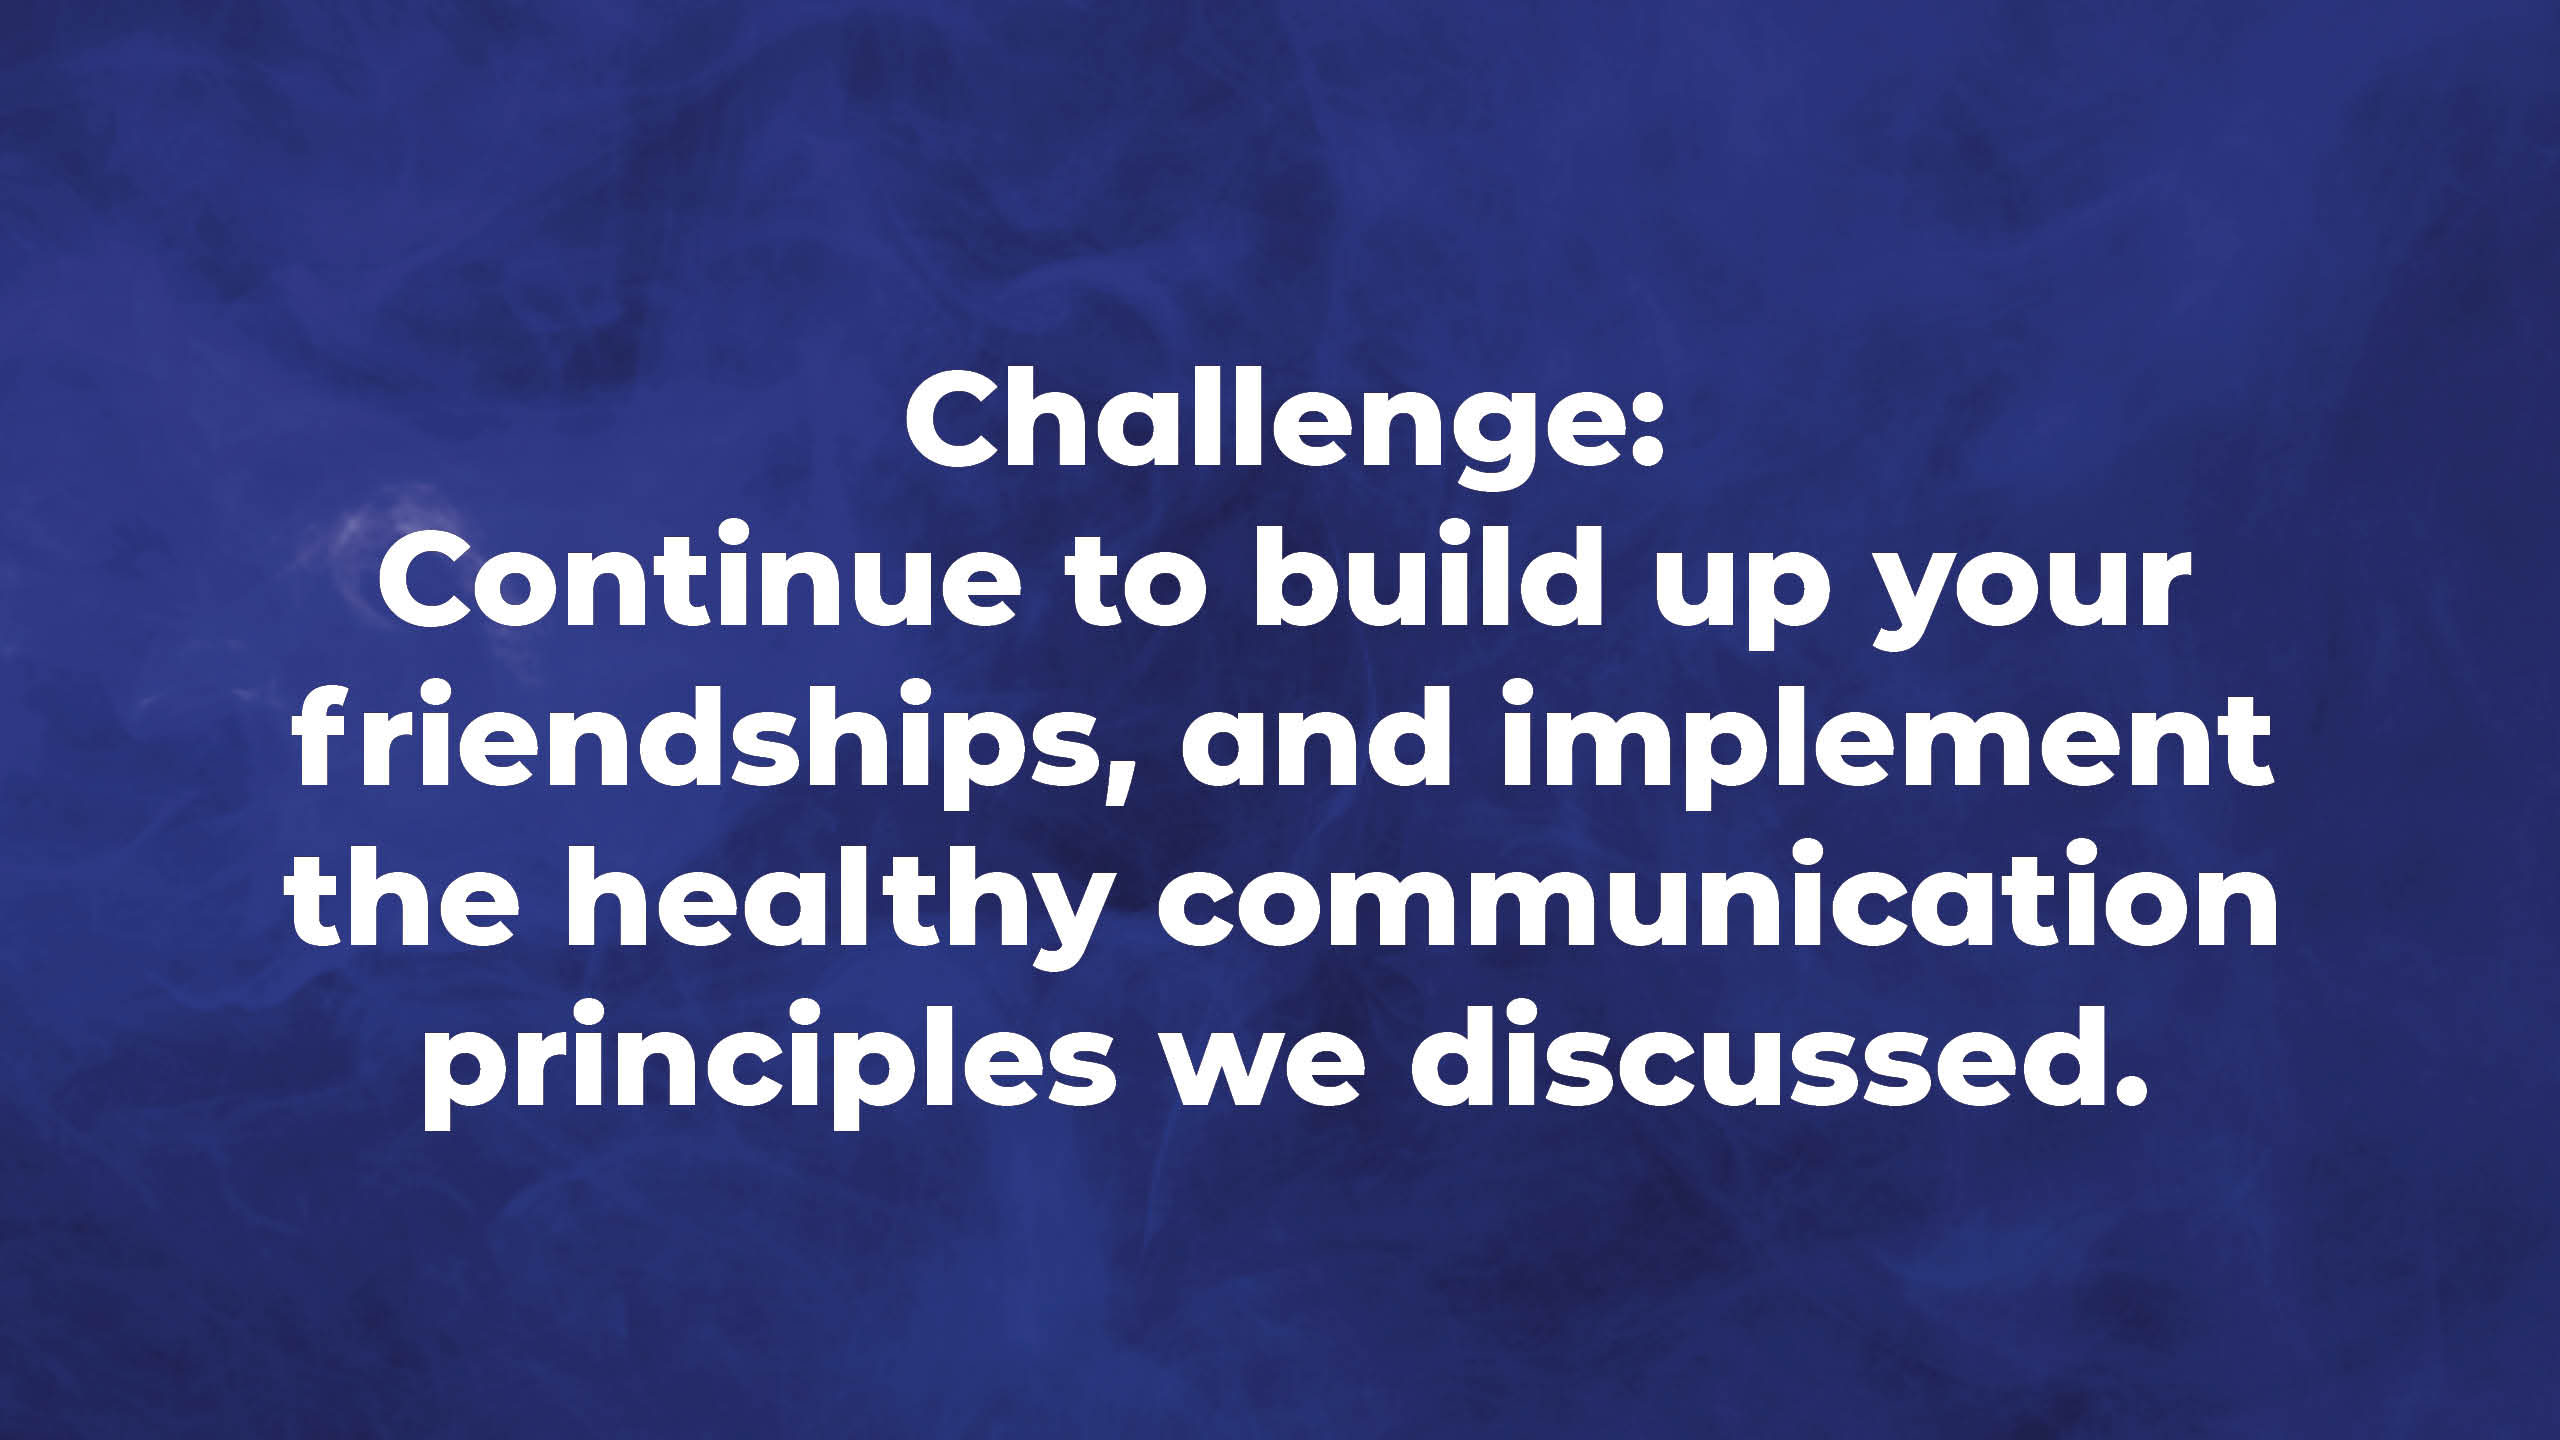 Challenge:
Continue to build up your
friendships, and implement
the healthy communication
principles we discussed.